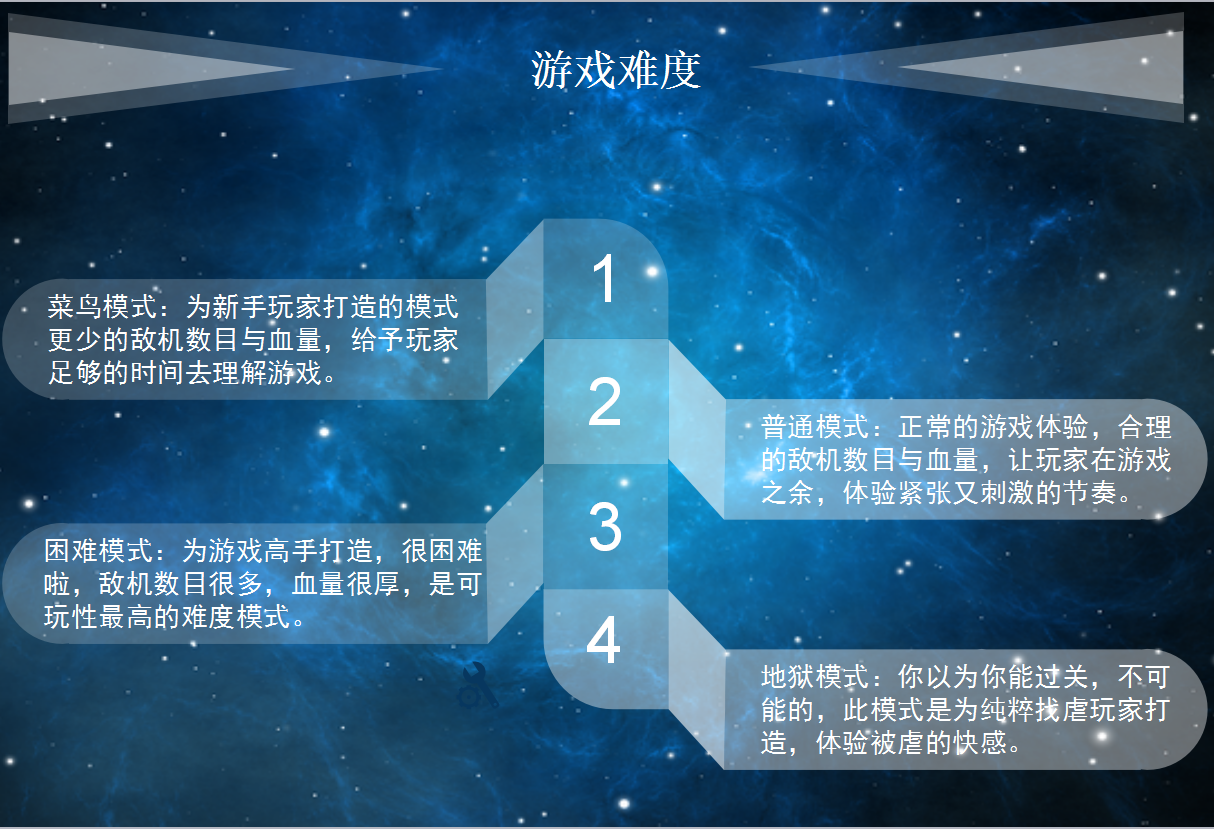 游戏难度
1
菜鸟模式：为新手玩家打造的模式
更少的敌机数目与血量，给予玩家
足够的时间去理解游戏。
2
普通模式：正常的游戏体验，合理
的敌机数目与血量，让玩家在游戏
之余，体验紧张又刺激的节奏。
3
困难模式：为游戏高手打造，很困难
啦，敌机数目很多，血量很厚，是可
玩性最高的难度模式。
4
地狱模式：你以为你能过关，不可
能的，此模式是为纯粹找虐玩家打
造，体验被虐的快感。